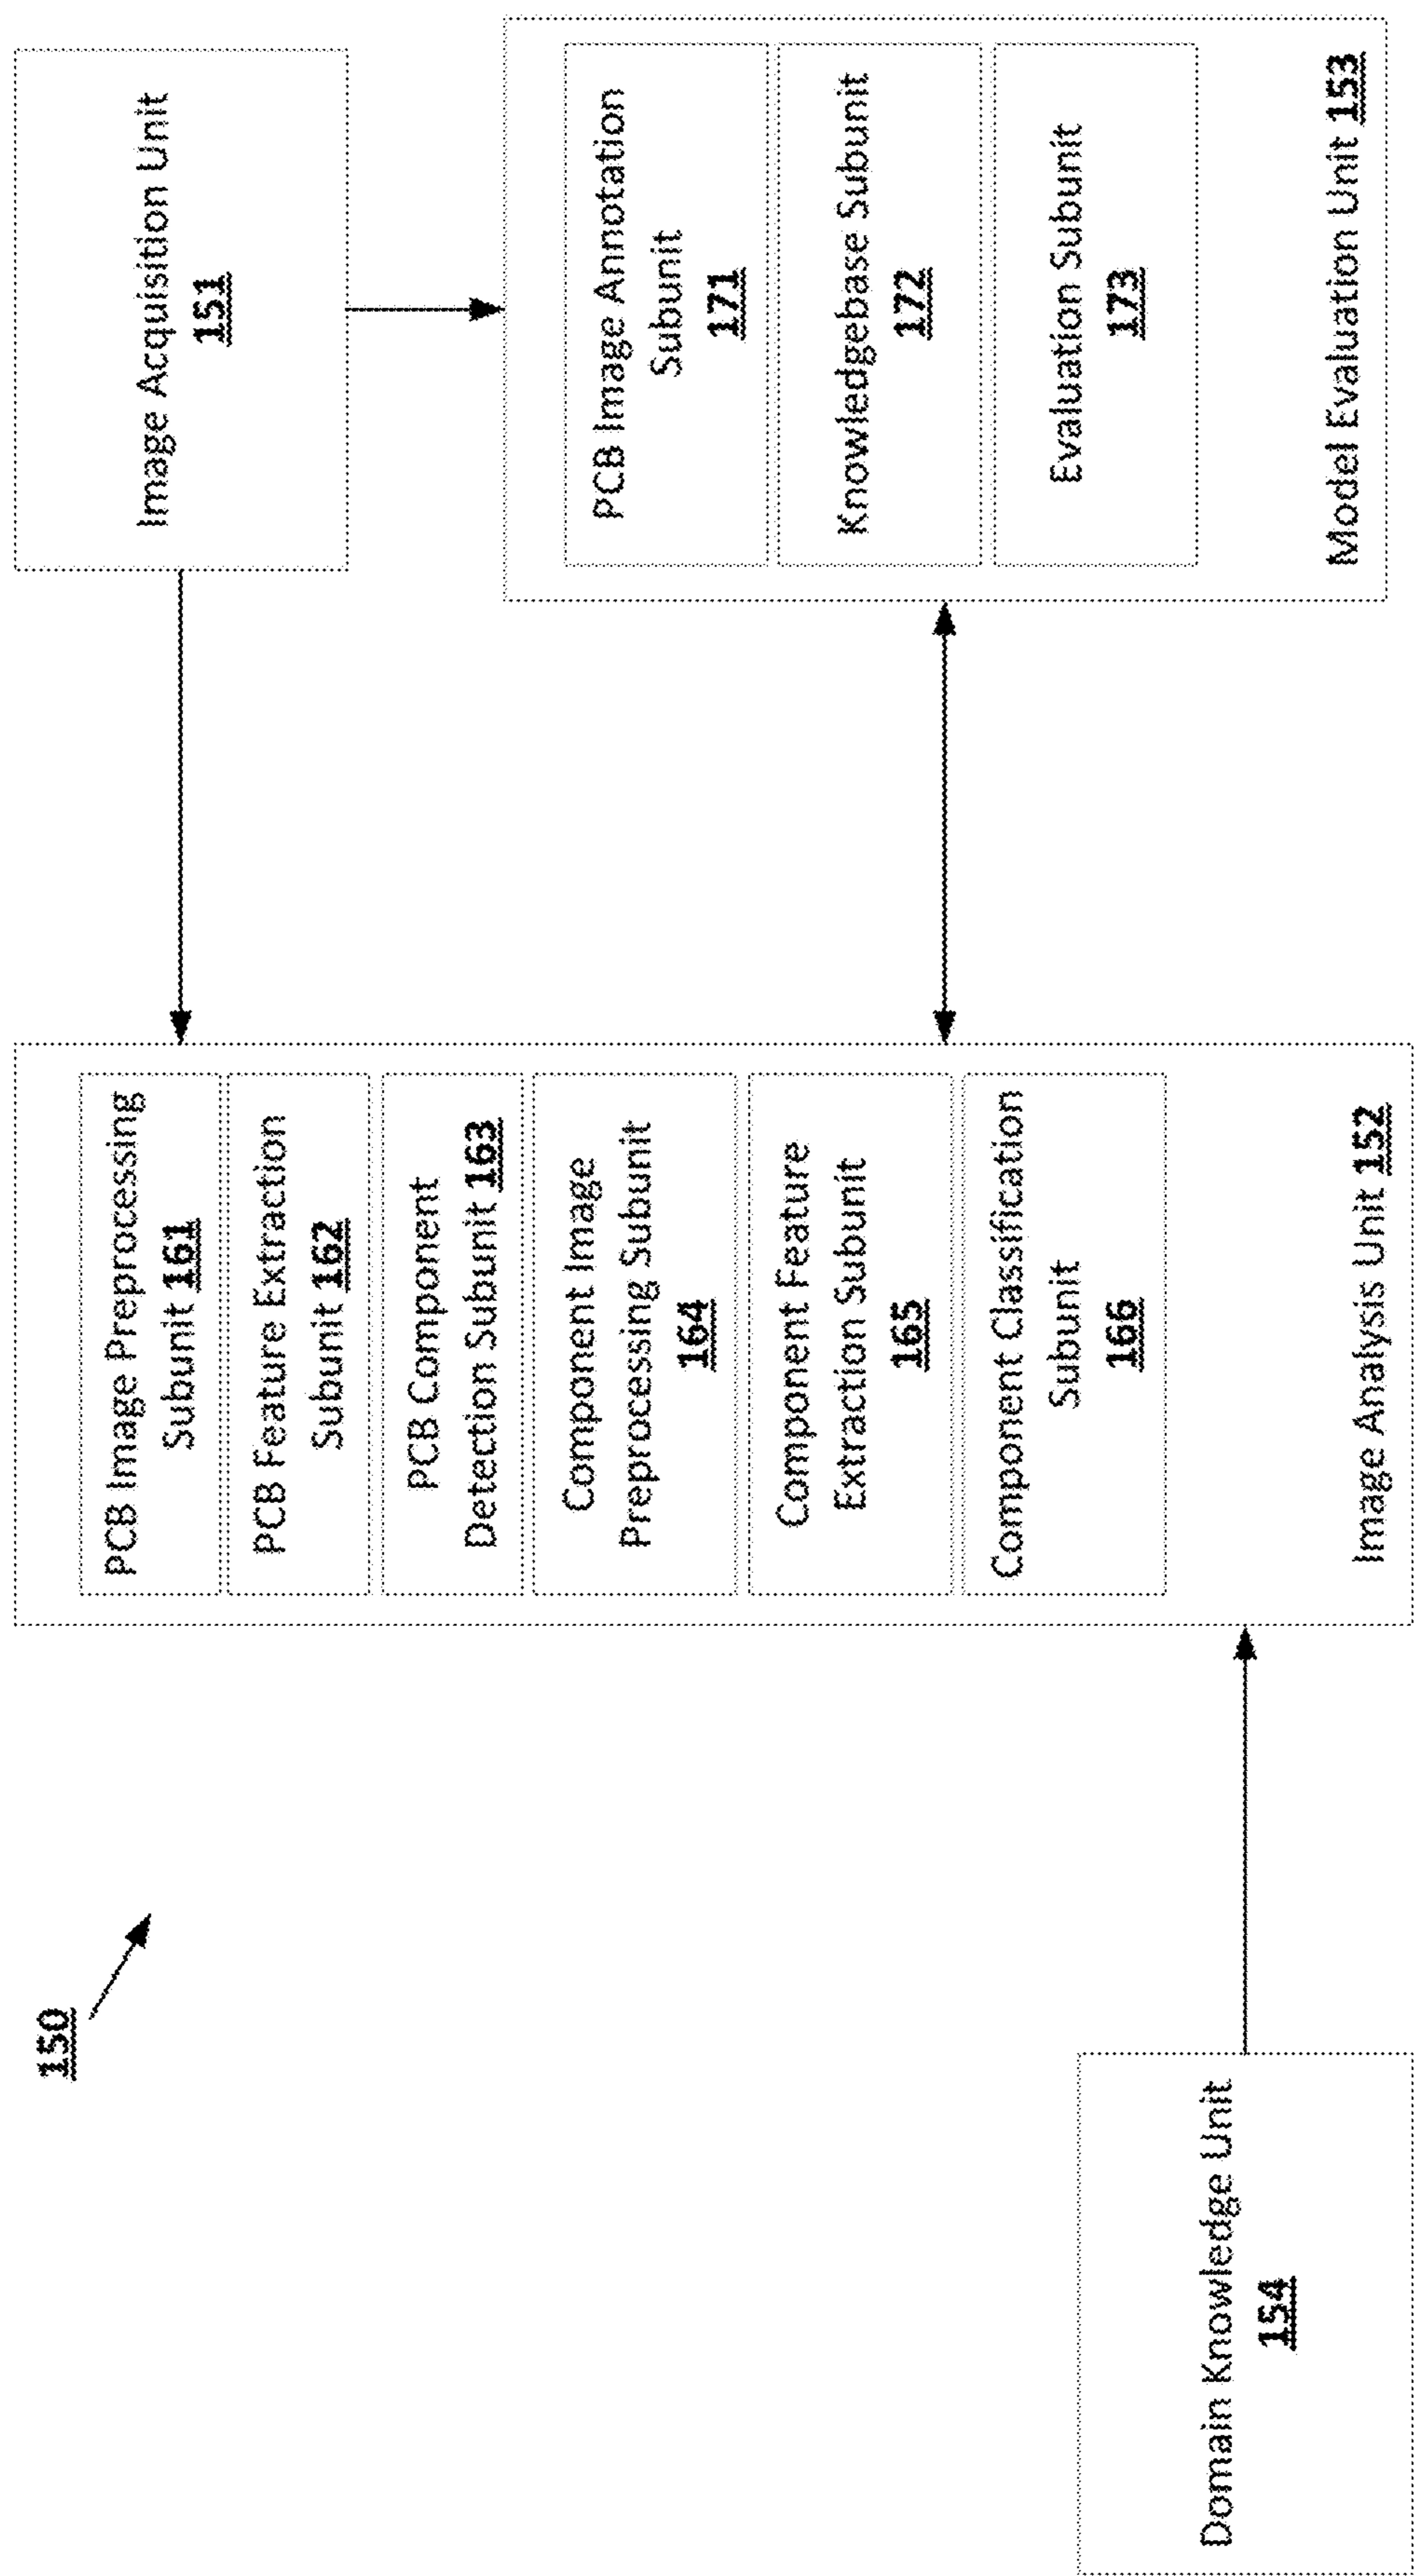 150
Domain Knowledge Unit
154
PCB Image Preprocessing
Subunit 161
PCB Feature Extraction
Subunit 162
PCB Component
Detection Subunit 163
Component Image
Preprocessing Subunit
164
Component Feature
Extraction Subunit
165
Component Classification
Subunit
166
Image Analysis Unit 152
Image Acquisition Unit
151
PCB Image Annotation
Subunit
171
Knowledgebase Subunit
172
Evaluation Subunit
173
Model Evaluation Unit 153